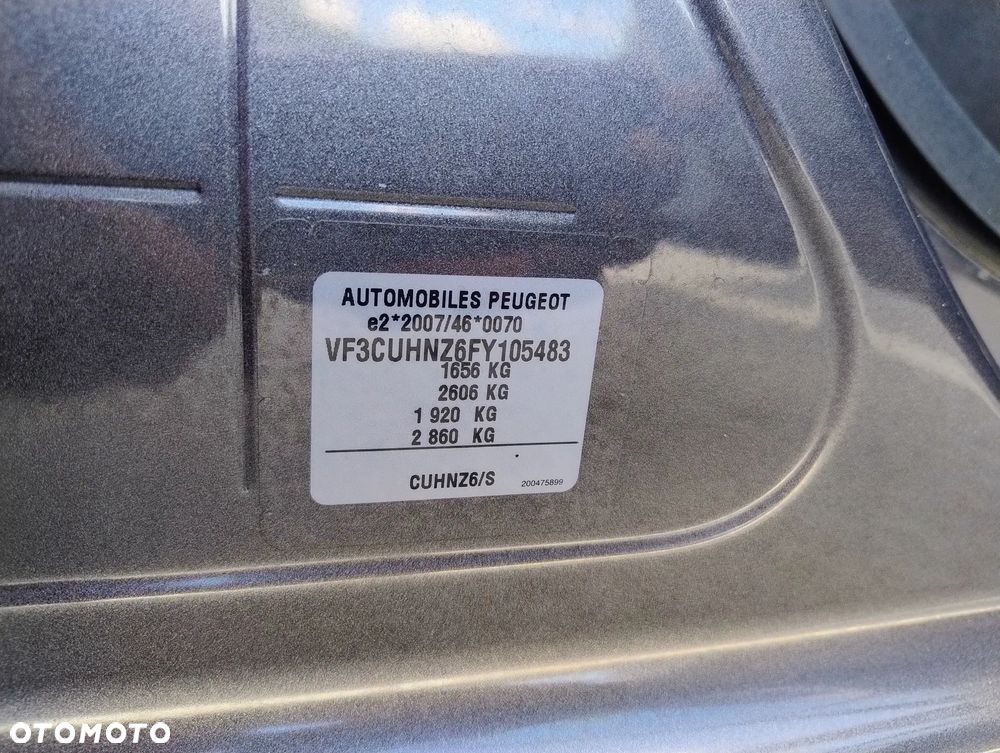 AUTOMOBILES PEUGEOT
e2*2007/46*0070
VF3CUHNZ6FY105483
1656 KG
2606 KG
1 920 KG
2 860 KG
CUHNZ6/S 200475899
OTOMOTO